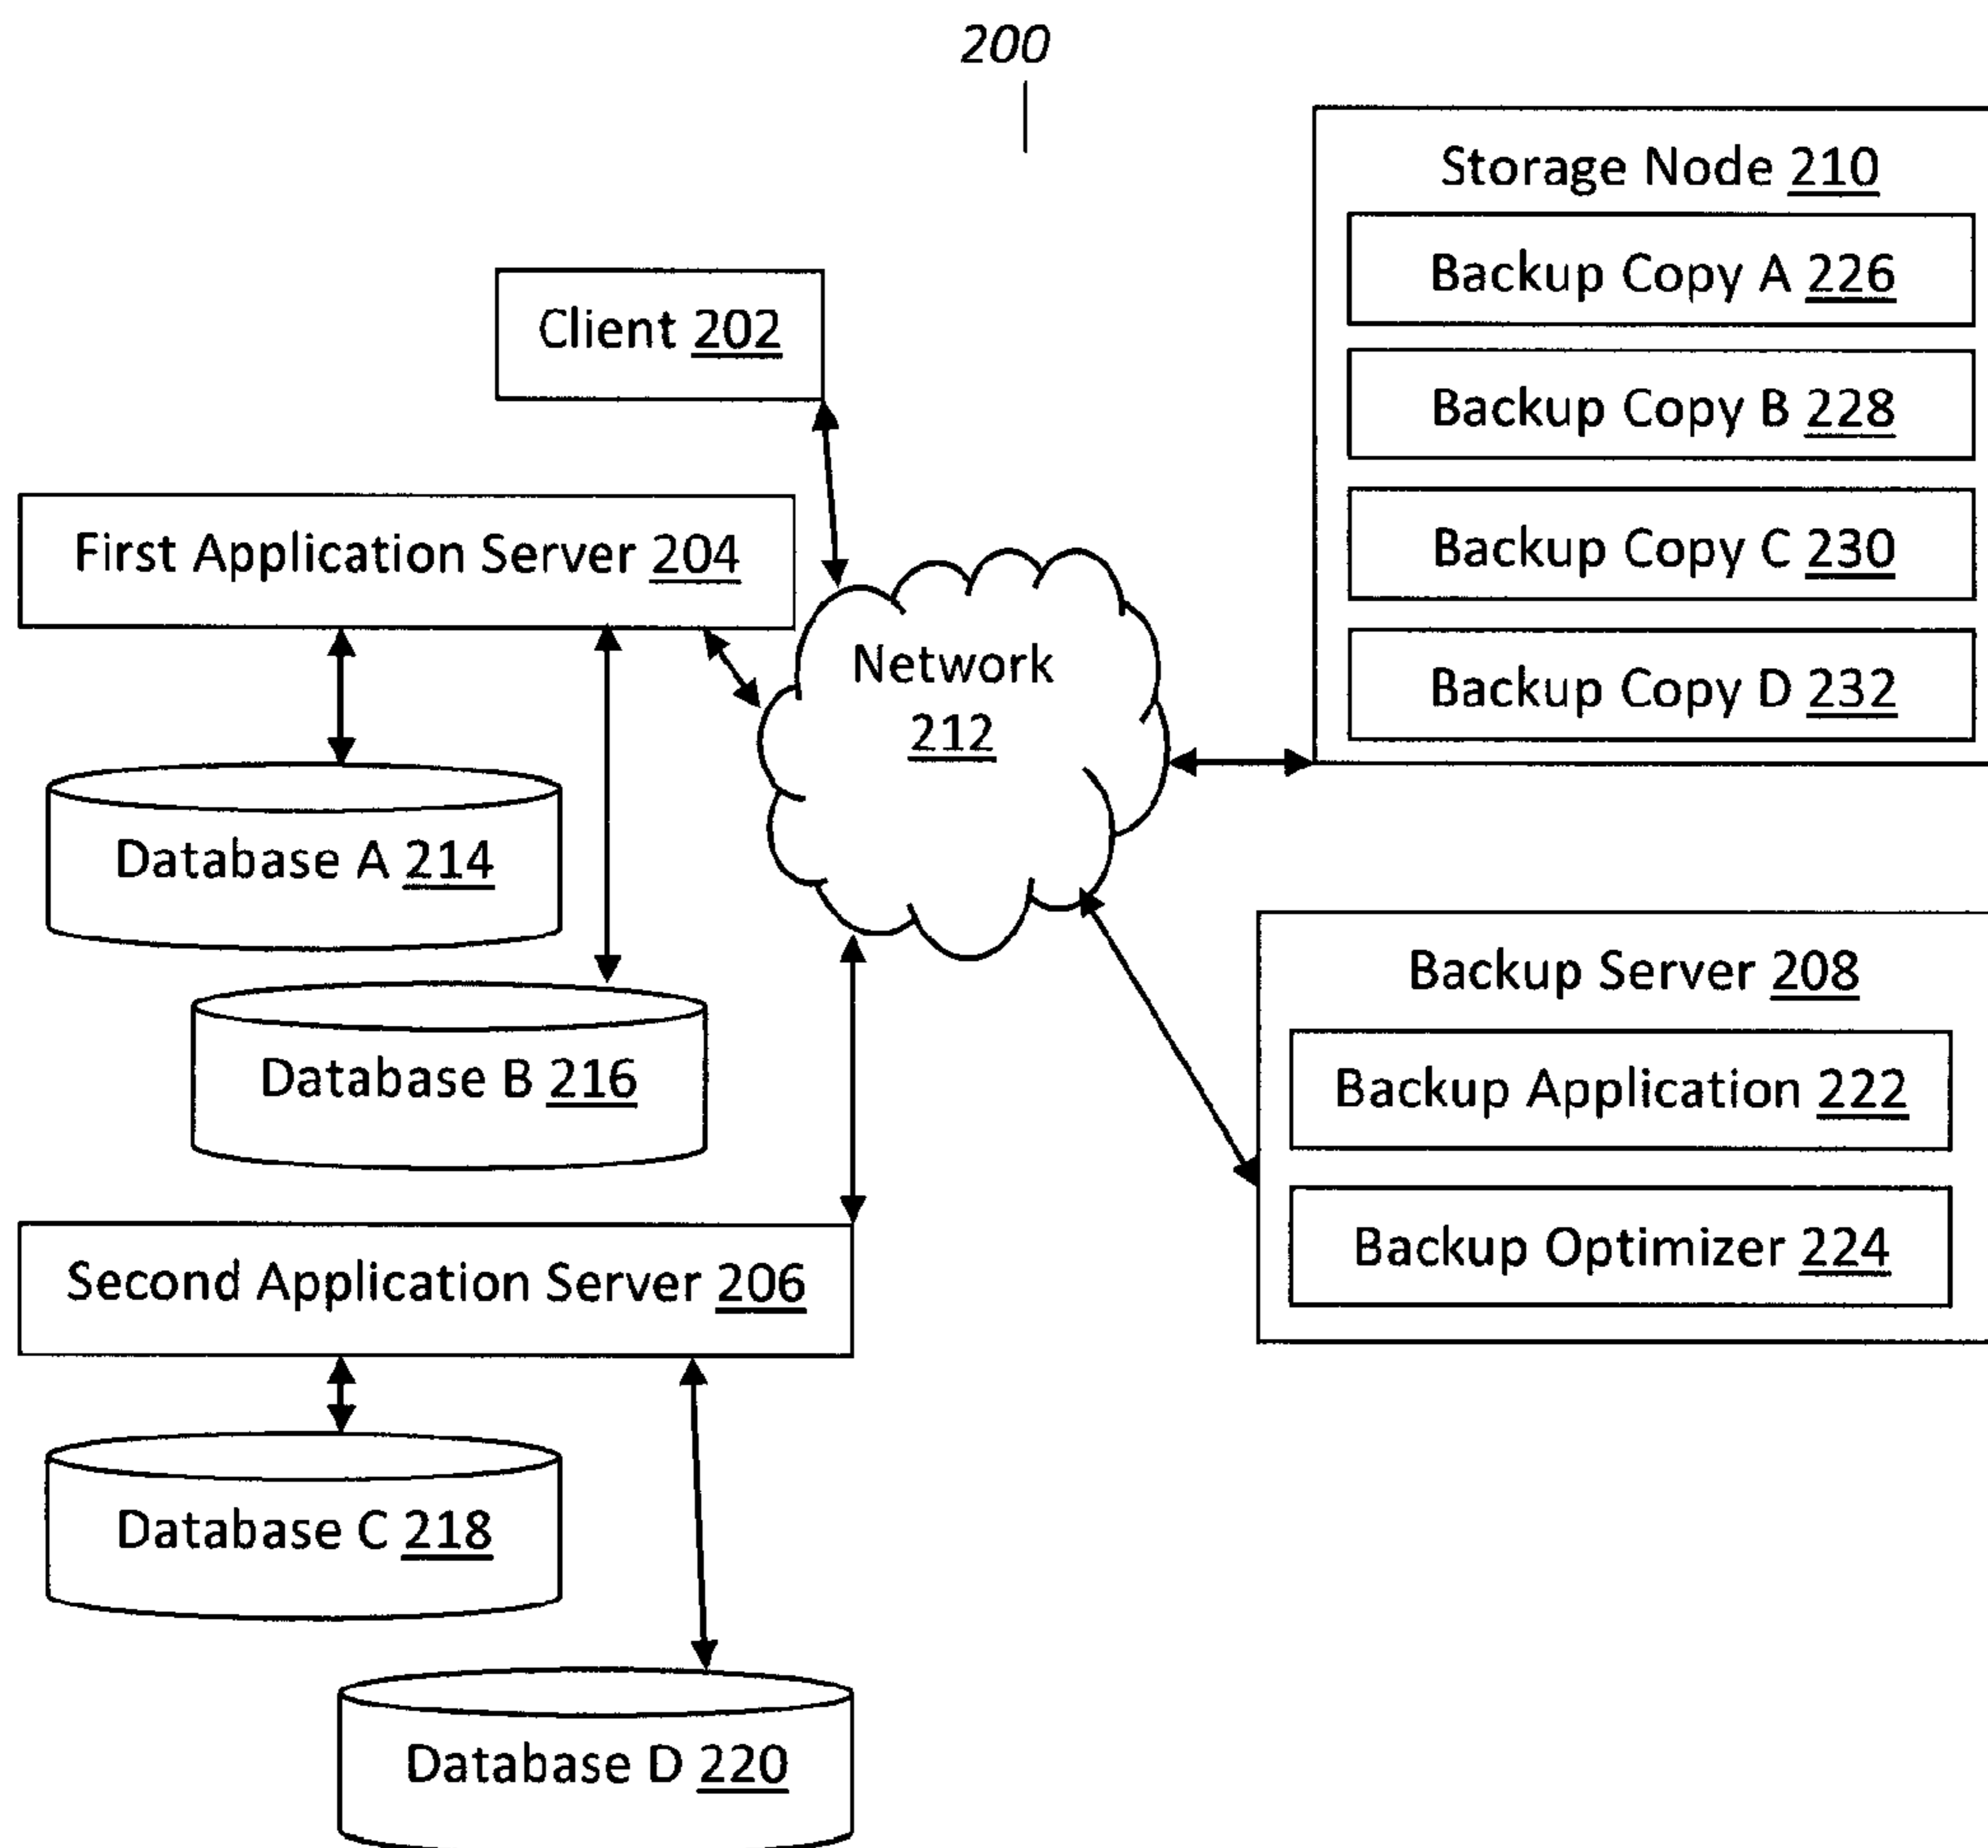 200
Storage Node 210
Backup Copy A 226
Backup Copy B 228
Backup Copy C 230
Backup Copy D 232
Client 202
First Application Server 204
Network
212
Database A 214
Database B 216
Backup Server 208
Backup Application 222
Backup Optimizer 224
Second Application Server 206
Database C 218
Database D 220